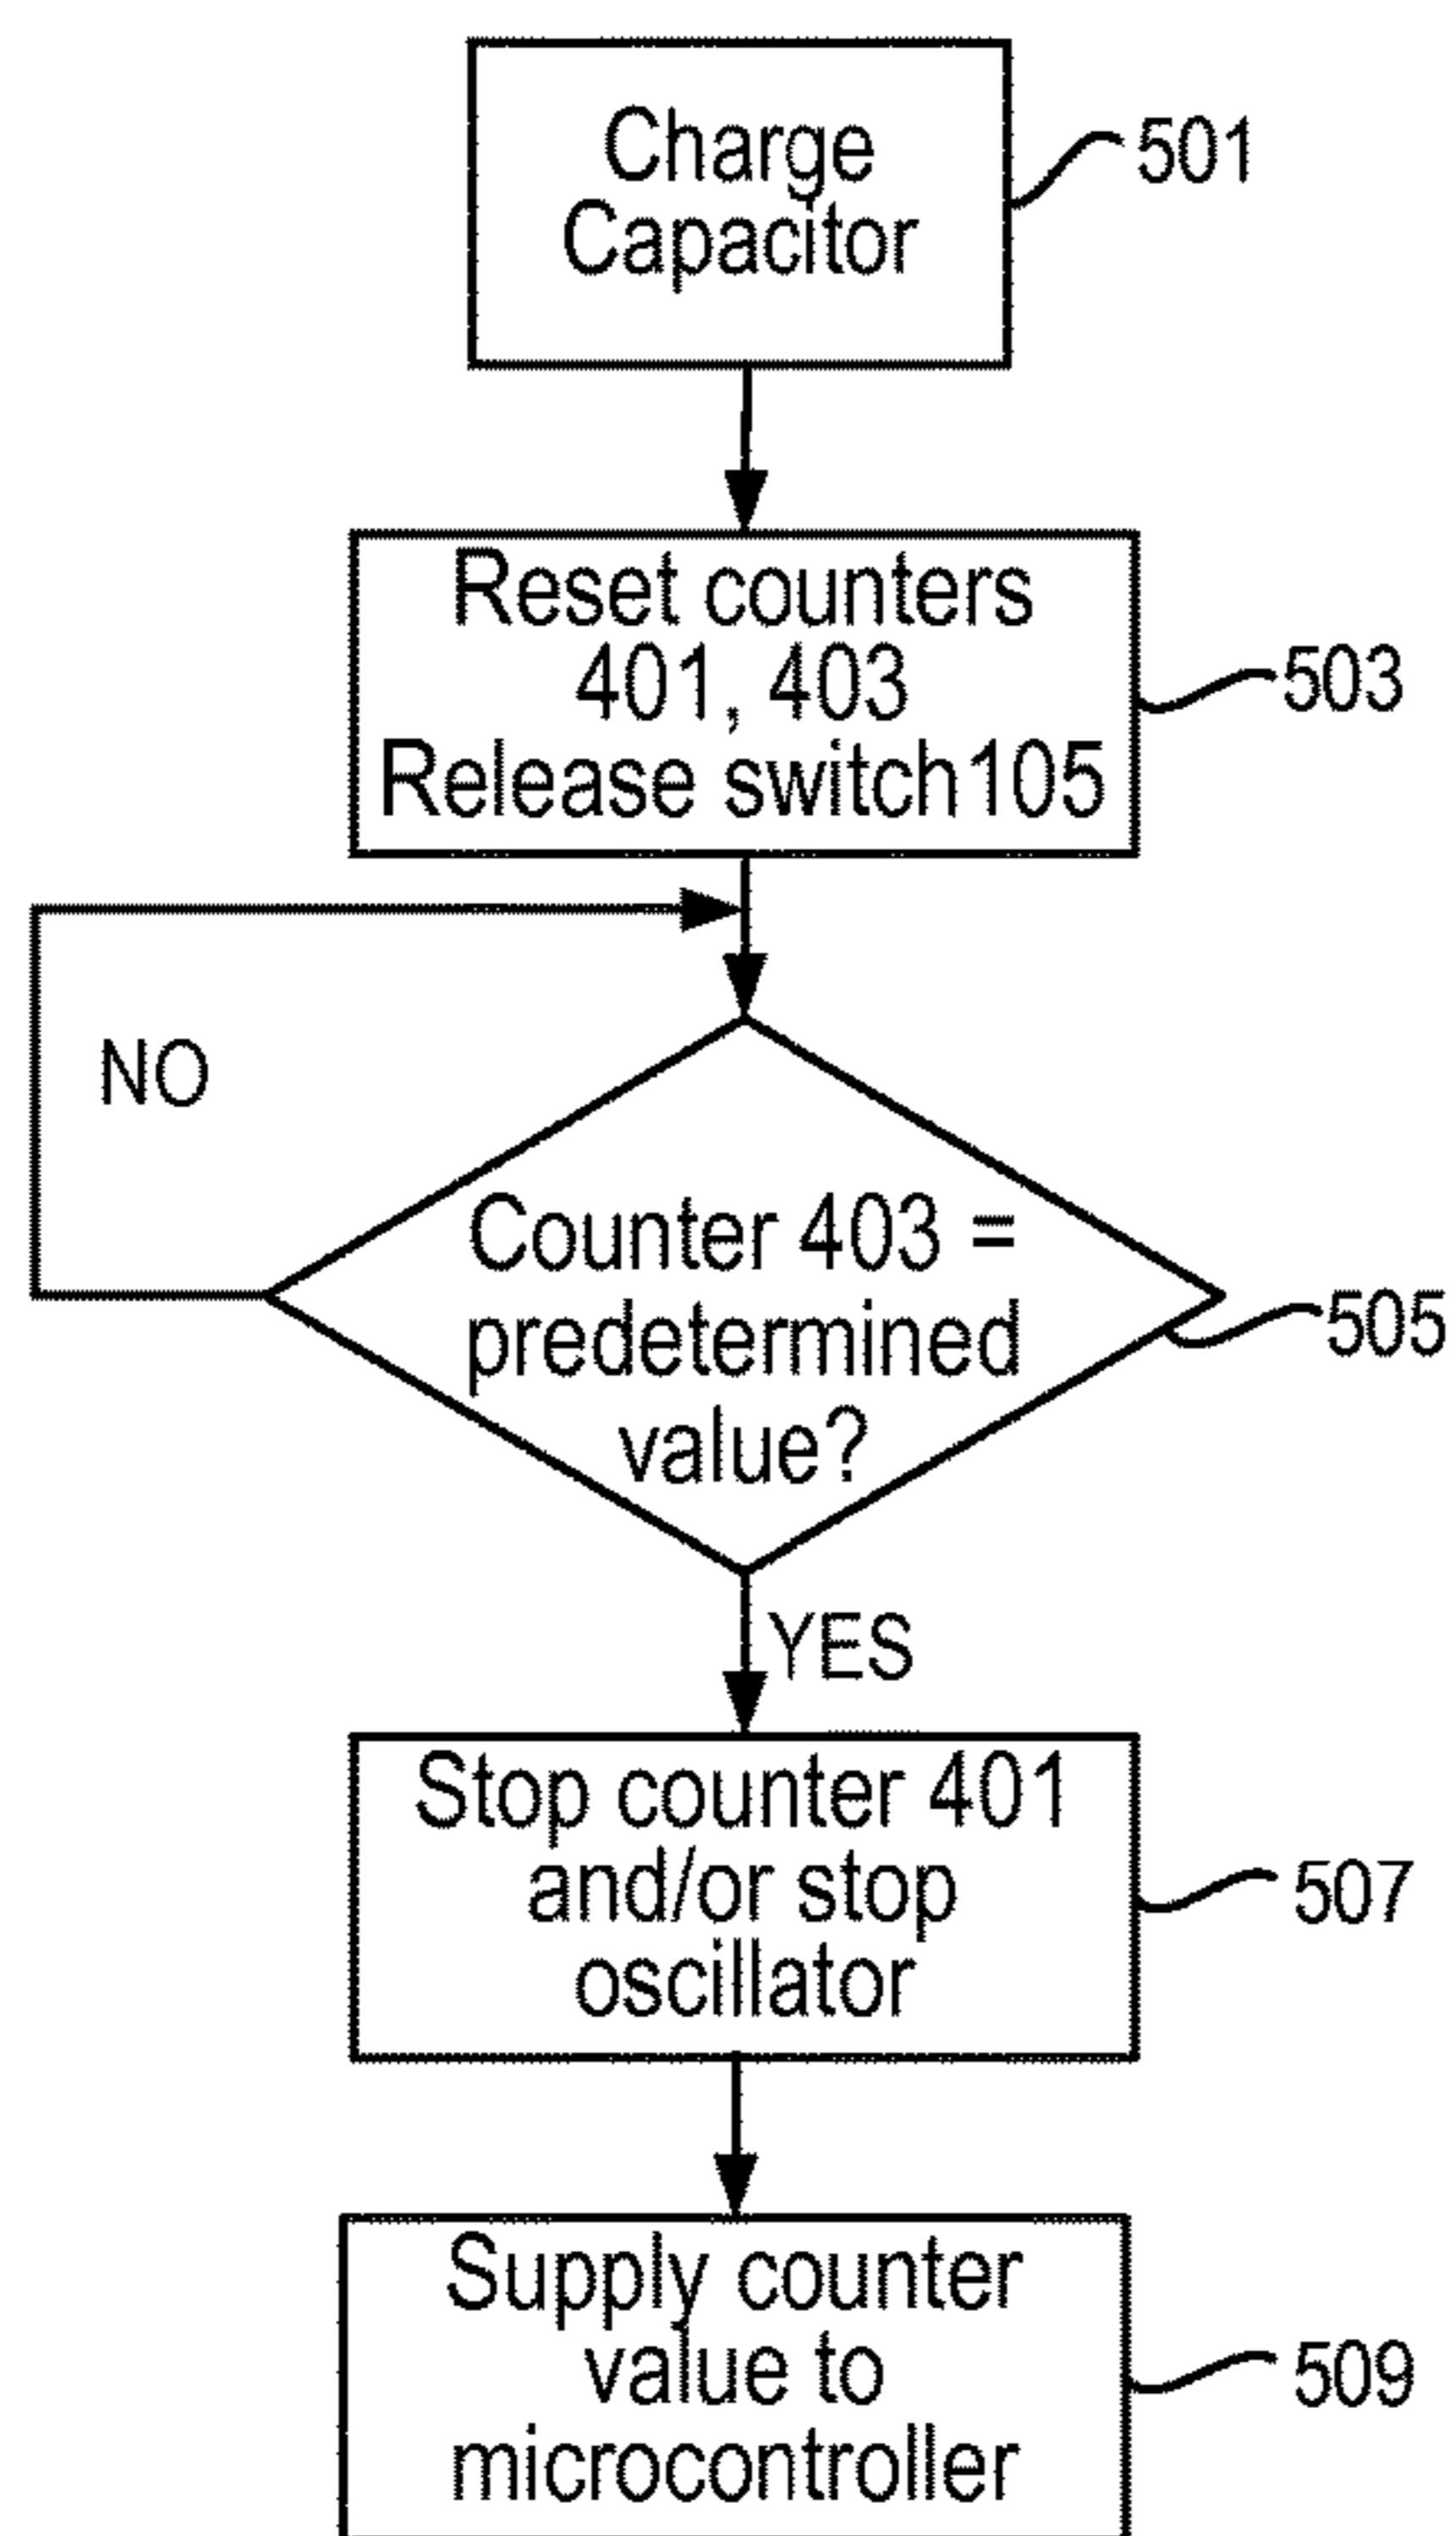 Charge
Capacitor
501
Reset counters
401, 403
Release switch105
503
NO
Counter 403 =
predetermined
value?
505
YES
Stop counter 401
and/or stop
oscillator
507
Supply counter
value to
microcontroller
509